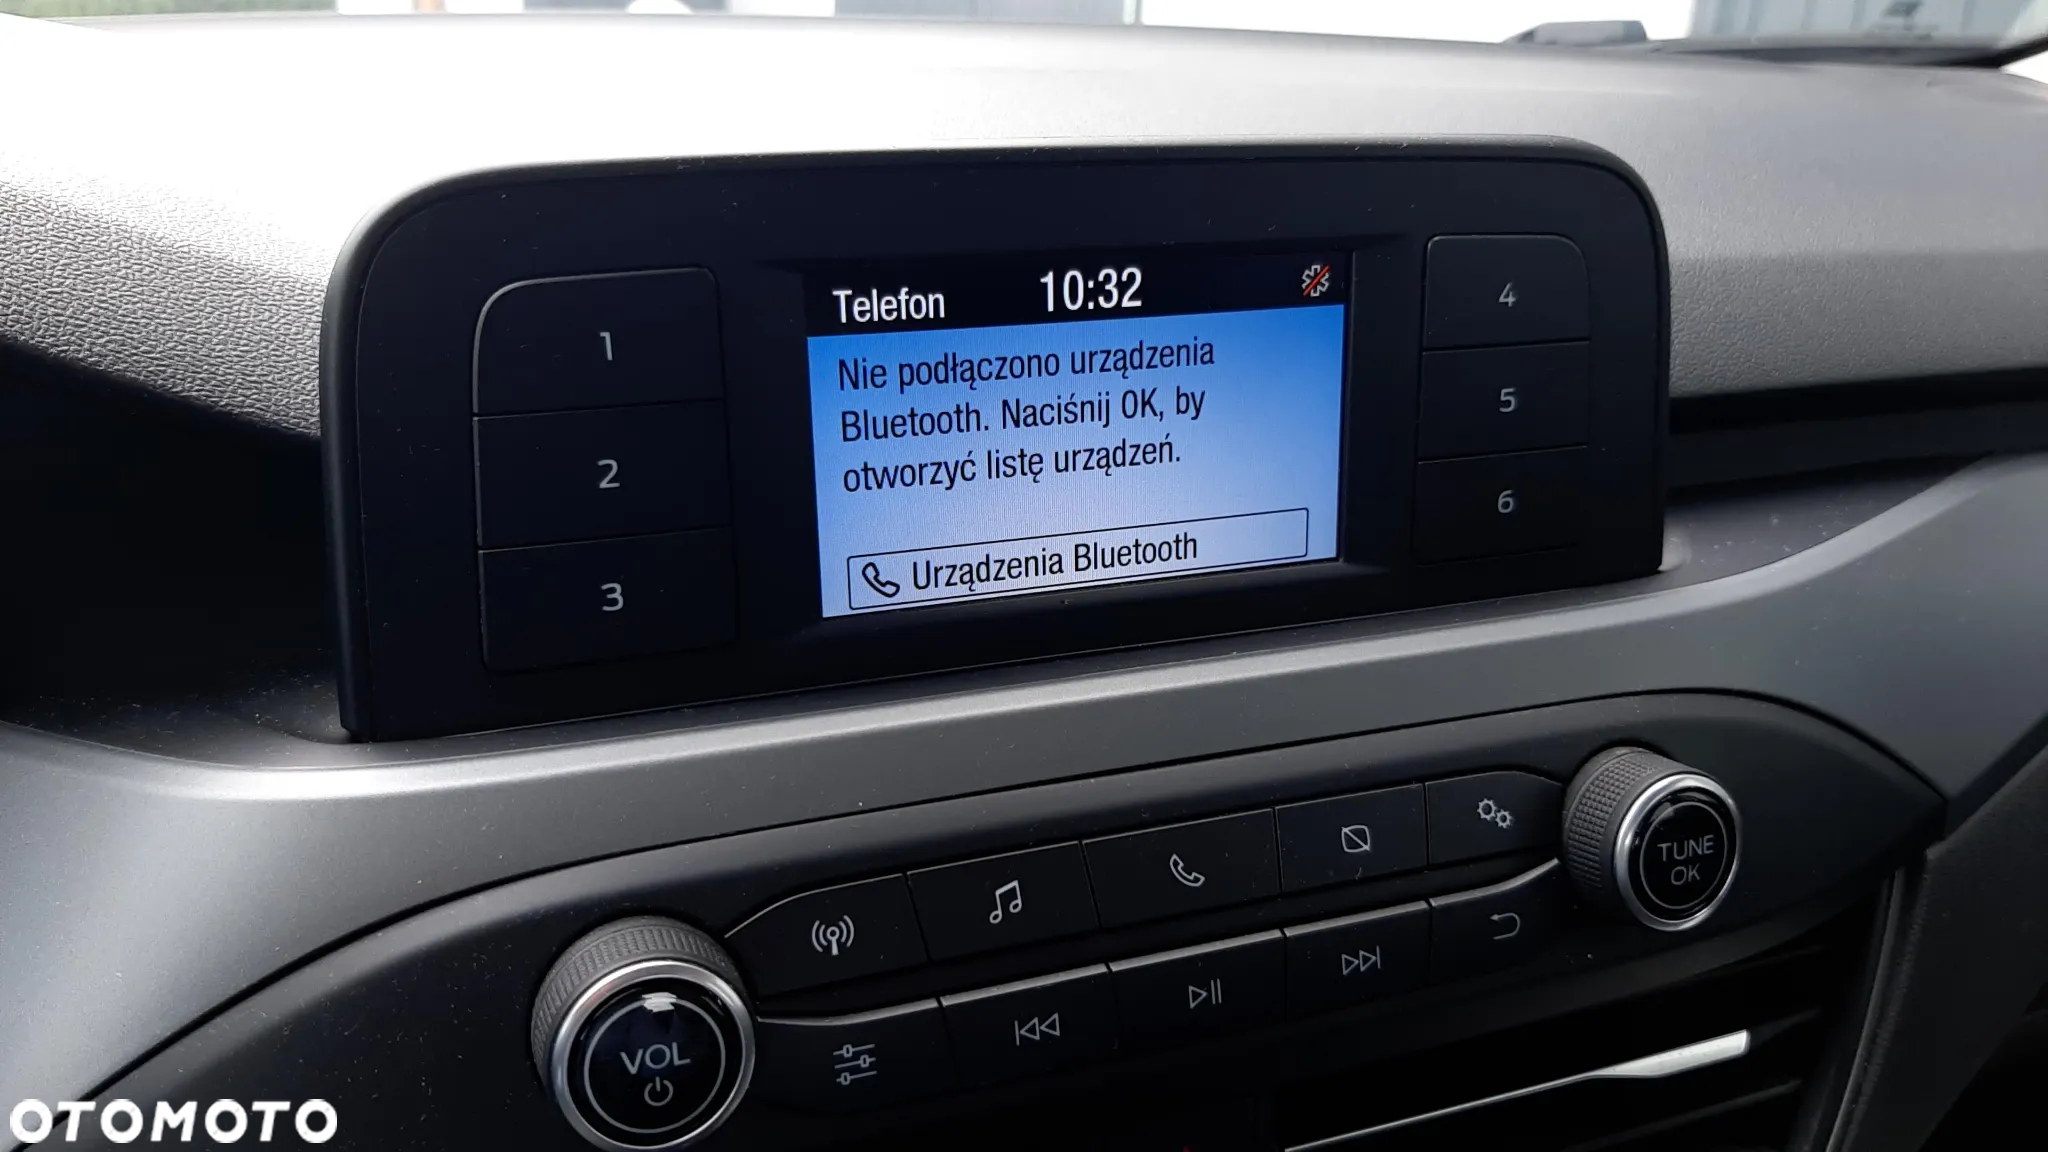 Telefon 10:32
Nie podłączono urządzenia
Bluetooth. Naciśnij OK, by
otworzyć listę urządzeń.
Urządzenia Bluetooth
1
2
3
4
5
6
VOL
TUNE
OK
OTOMOTO